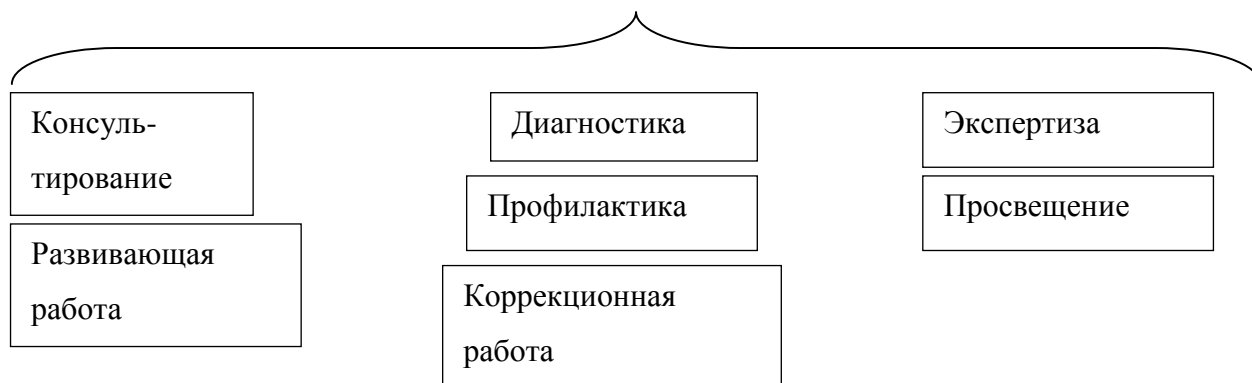 Консуль-
тирование
Развивающая
работа
Диагностика
Профилактика
Коррекционная
работа
Экспертиза
Просвещение